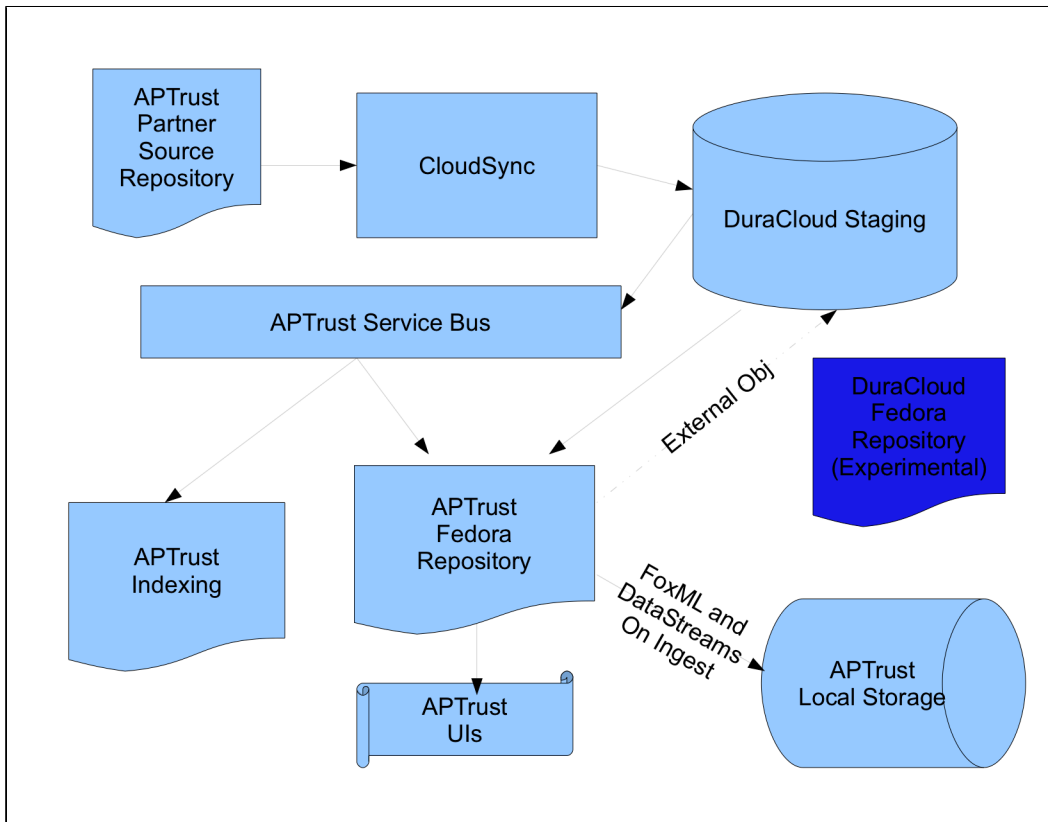 APTrust
Partner
Source
Repository
CloudSync
DuraCloud Staging
APTrust Service Bus
External Obj
DuraCloud
Fedora
Repository
(Experimental)
APTrust
Indexing
APTrust
Fedora
Repository
FoxML and
DataStreams
On Ingest
APTrust
Local Storage
APTrust
UIs